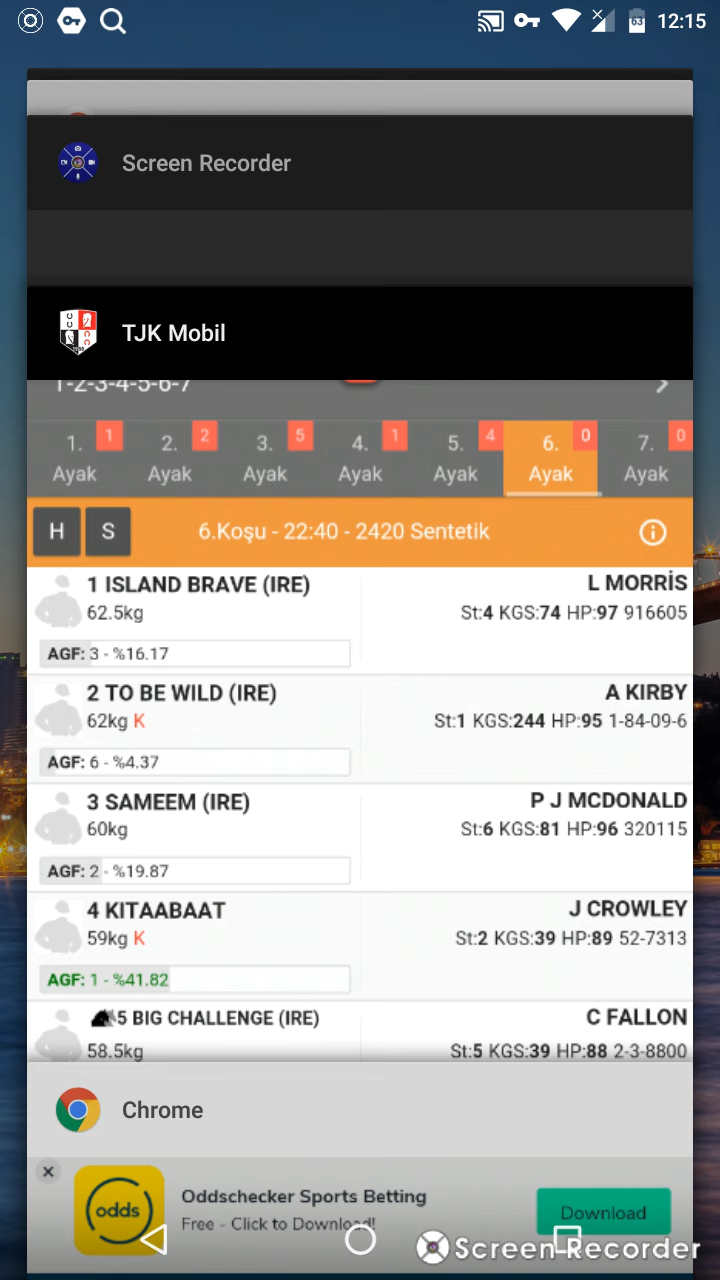 63 12:15
Screen Recorder
TJK Mobil
1-2-3-4-5-6-7
1. 1 2. 2 3. 5 4. 1 5. 4 6. 0 7. 0
Ayak Ayak Ayak Ayak Ayak Ayak Ayak
H S 6.Koşu - 22:40 - 2420 Sentetik
1 ISLAND BRAVE (IRE) L MORRİS
62.5kg St:4 KGS:74 HP:97 916605
AGF: 3 - %16.17
2 TO BE WILD (IRE) A KIRBY
62kg K St:1 KGS:244 HP:95 1-84-09-6
AGF: 6 - %4.37
3 SAMEEM (IRE) P J MCDONALD
60kg St:6 KGS:81 HP:96 320115
AGF: 2 - %19.87
4 KITAABAAT J CROWLEY
59kg K St:2 KGS:39 HP:89 52-7313
AGF: 1 - %41.82
5 BIG CHALLENGE (IRE) C FALLON
58.5kg St:5 KGS:39 HP:88 2-3-8800
Chrome
odds
Oddschecker Sports Betting
Free - Click to Download!
Download
Screen Recorder